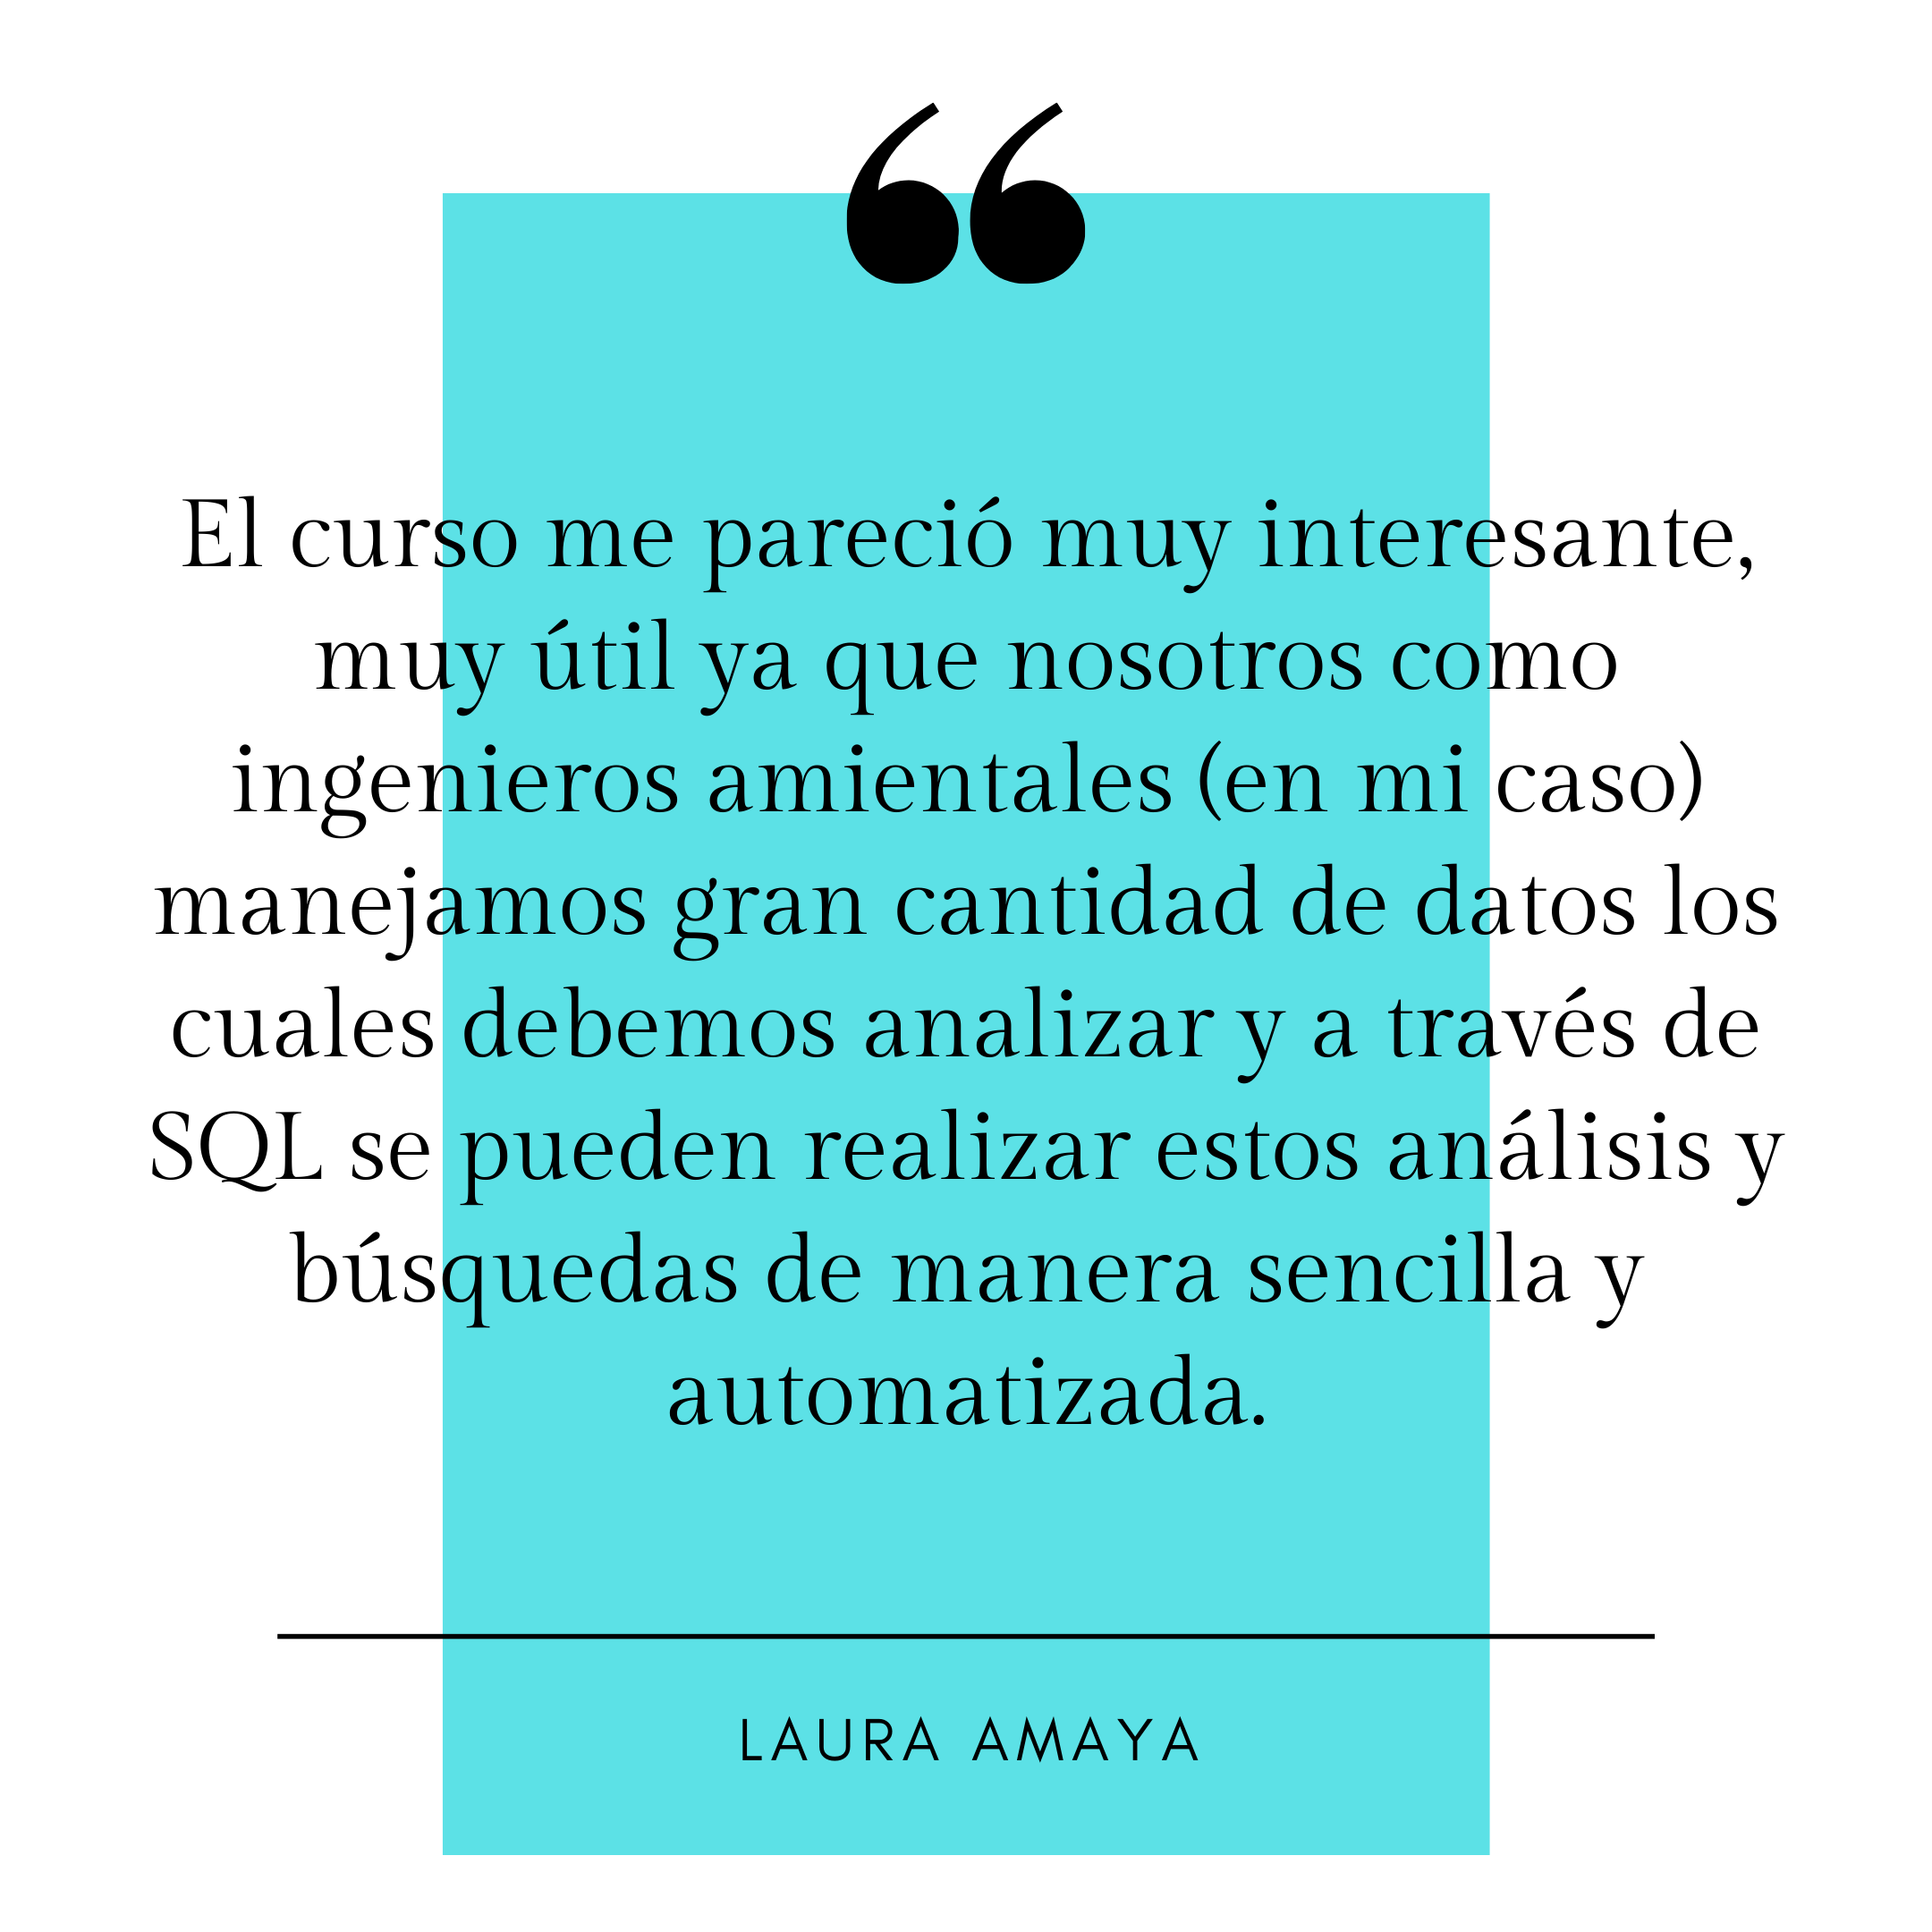 “
El curso me pareció muy interesante,
muy útil ya que nosotros como
ingenieros amientales (en mi caso)
manejamos gran cantidad de datos los
cuales debemos analizar y a través de
SQL se pueden realizar estos análisis y
búsquedas de manera sencilla y
automatizada.
LAURA AMAYA